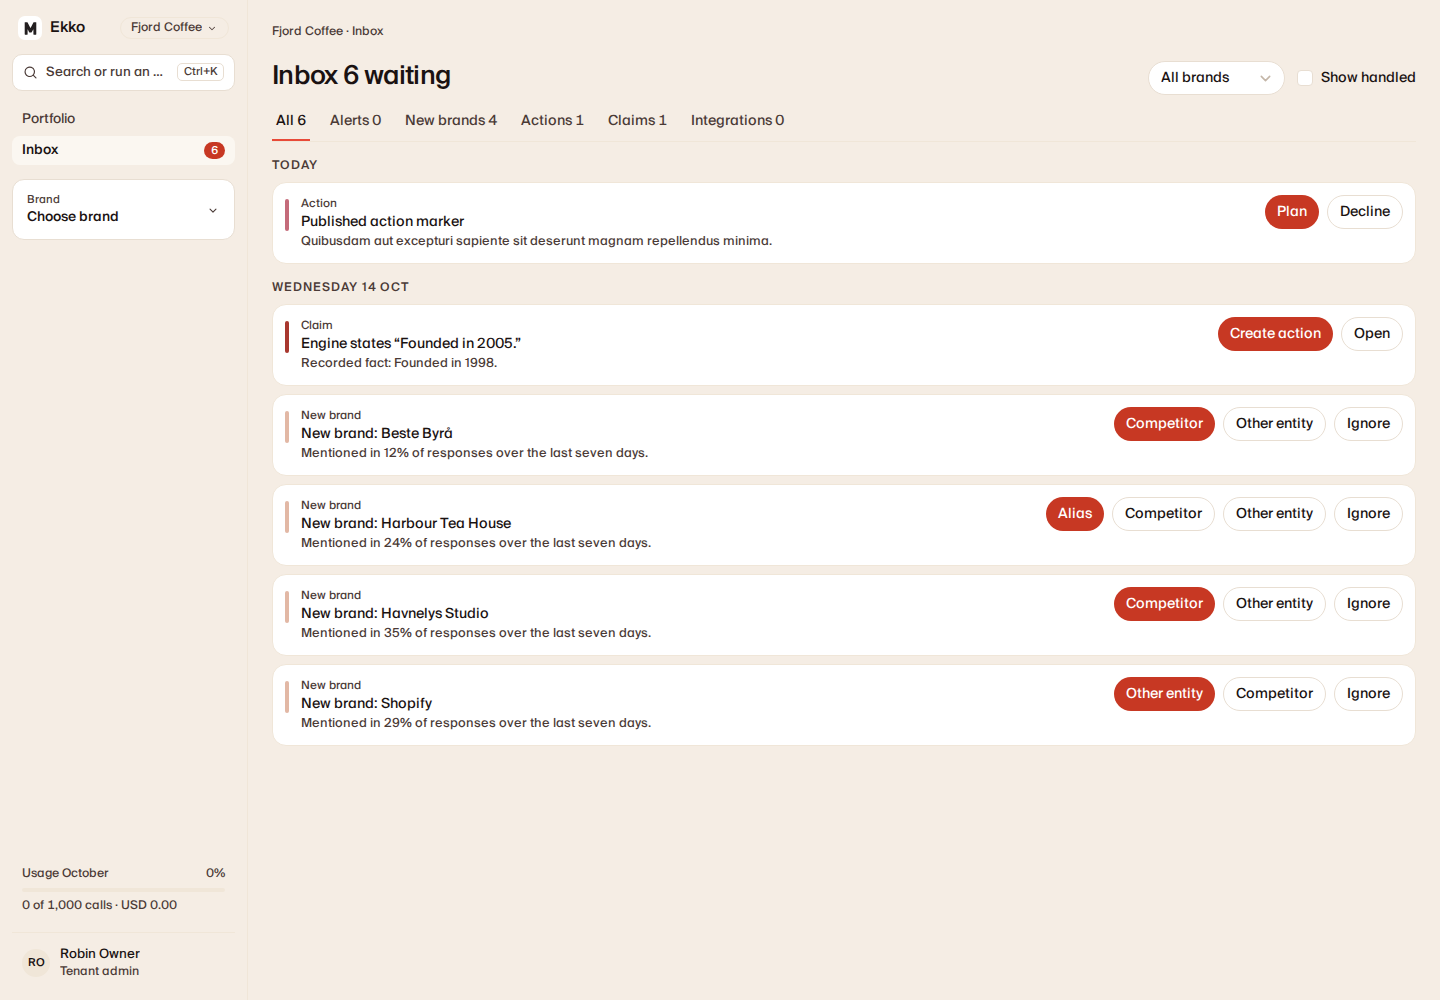 Ekko
Fjord Coffee
Search or run an ...
Ctrl+K
Portfolio
Inbox
6
Brand
Choose brand
Usage October
0%
0 of 1,000 calls · USD 0.00
RO
Robin Owner
Tenant admin
Fjord Coffee · Inbox
Inbox 6 waiting
All brands
Show handled
All 6
Alerts 0
New brands 4
Actions 1
Claims 1
Integrations 0
TODAY
Action
Published action marker
Quibusdam aut excepturi sapiente sit deserunt magnam repellendus minima.
Plan
Decline
WEDNESDAY 14 OCT
Claim
Engine states “Founded in 2005.”
Recorded fact: Founded in 1998.
Create action
Open
New brand
New brand: Beste Byrå
Mentioned in 12% of responses over the last seven days.
Competitor
Other entity
Ignore
New brand
New brand: Harbour Tea House
Mentioned in 24% of responses over the last seven days.
Alias
Competitor
Other entity
Ignore
New brand
New brand: Havnelys Studio
Mentioned in 35% of responses over the last seven days.
Competitor
Other entity
Ignore
New brand
New brand: Shopify
Mentioned in 29% of responses over the last seven days.
Other entity
Competitor
Ignore